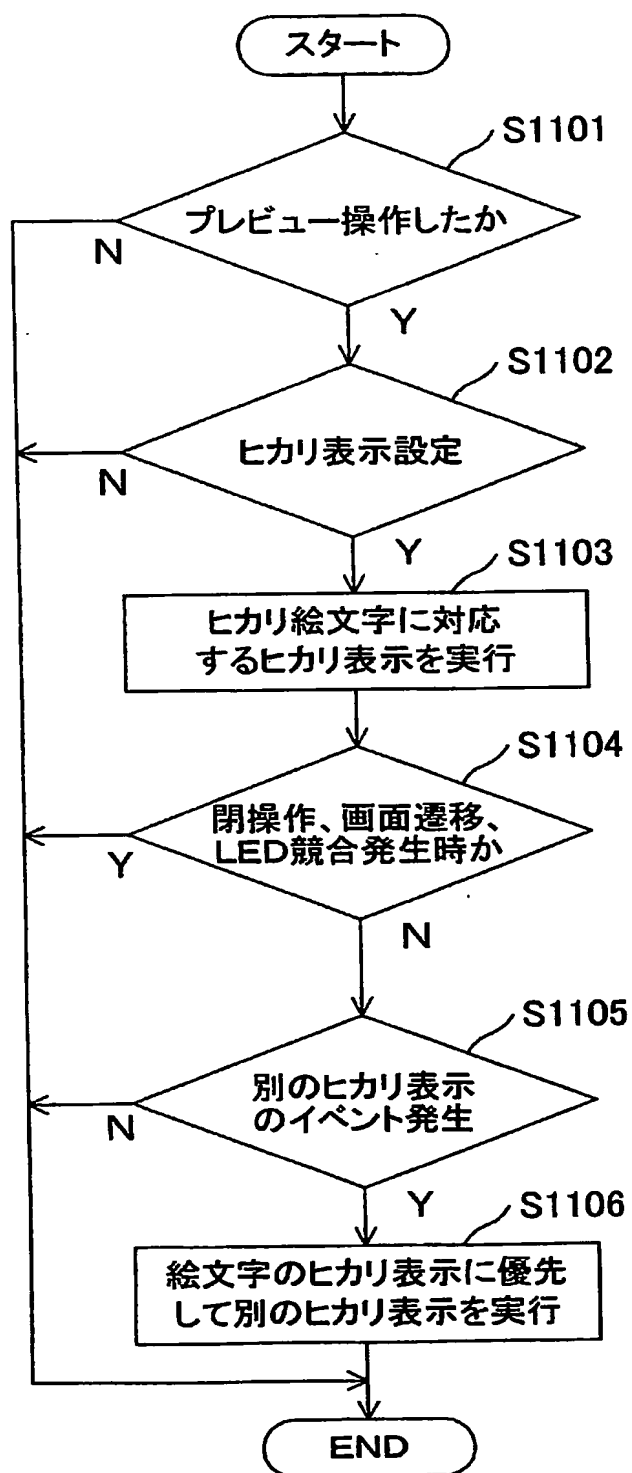 スタート
S1101
プレビュー操作したか
N
Y
S1102
ヒカリ表示設定
N
Y
S1103
ヒカリ絵文字に対応
するヒカリ表示を実行
S1104
閉操作、画面遷移、
LED競合発生時か
Y
N
S1105
別のヒカリ表示
のイベント発生
N
Y
S1106
絵文字のヒカリ表示に優先
して別のヒカリ表示を実行
END